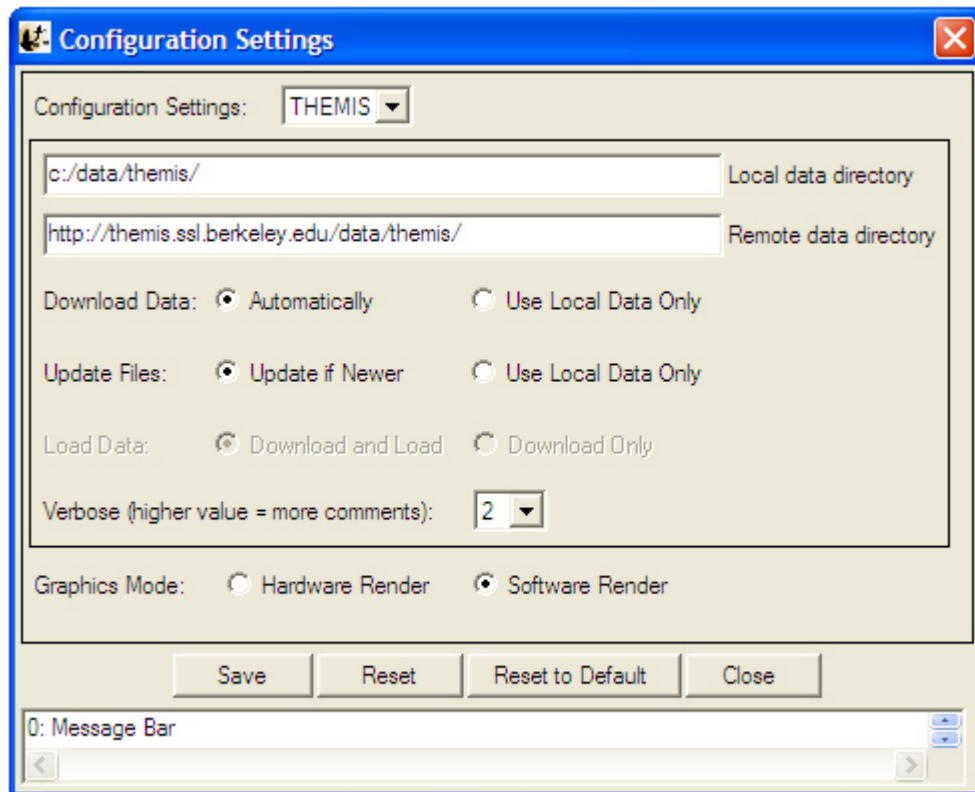 Configuration Settings
Configuration Settings: THEMIS
c:/data/themis/ Local data directory
http://themis.ssl.berkeley.edu/data/themis/ Remote data directory
Download Data: Automatically Use Local Data Only
Update Files: Update if Newer Use Local Data Only
Load Data: Download and Load Download Only
Verbose (higher value = more comments): 2
Graphics Mode: Hardware Render Software Render
Save Reset Reset to Default Close
0: Message Bar